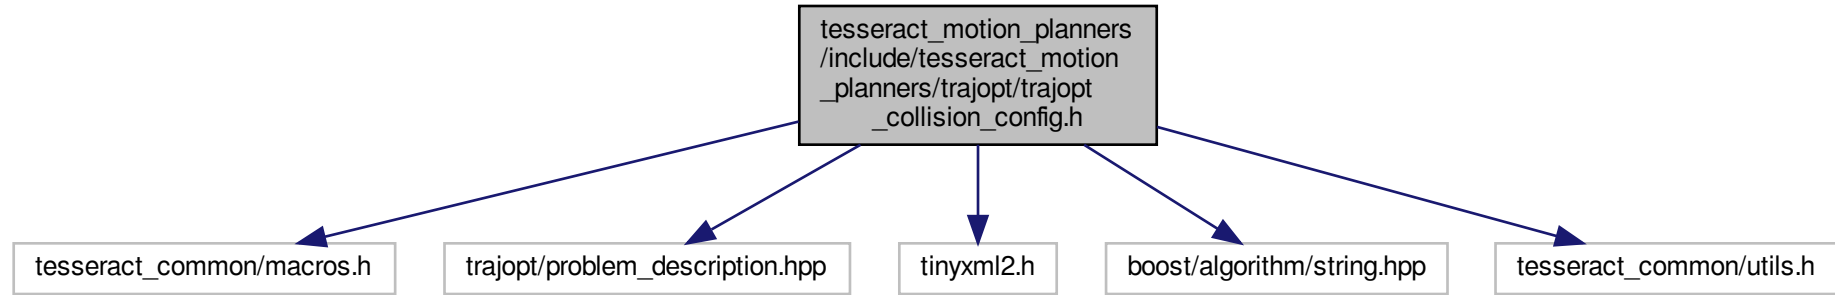 tesseract_motion_planners
/include/tesseract_motion
_planners/trajopt/trajopt
_collision_config.h
tesseract_common/macros.h
trajopt/problem_description.hpp
tinyxml2.h
boost/algorithm/string.hpp
tesseract_common/utils.h